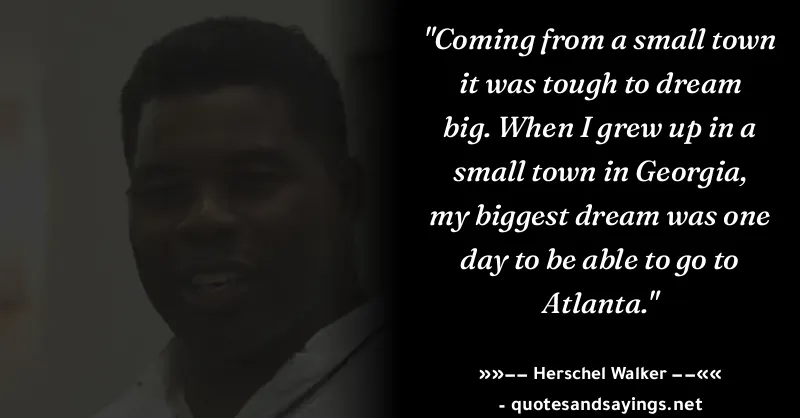 "Coming from a small town
it was tough to dream
big. When I grew up in a
small town in Georgia,
my biggest dream was one
day to be able to go to
Atlanta."
»»−− Herschel Walker −−««
- quotesandsayings.net